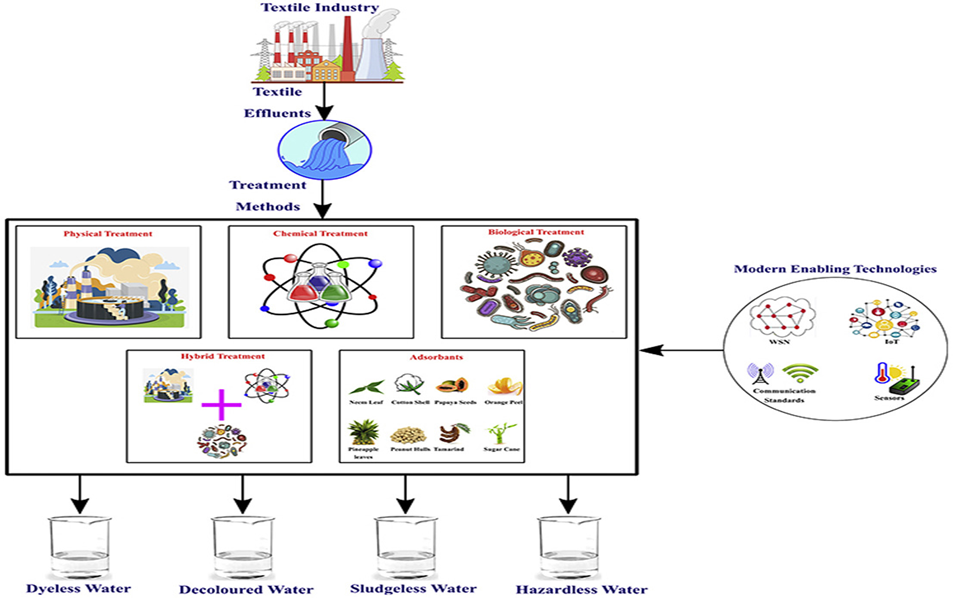 Textile Industry
Textile
Effluents
Treatment
Methods
Physical Treatment
Chemical Treatment
Biological Treatment
Modern Enabling Technologies
WSN
IoT
Communication
Standards
Sensors
Hybrid Treatment
Adsorbants
Neem Leaf
Cotton Shell
Papaya Seeds
Orange Peel
Pineapple
leaves
Peanut Hulls
Tamarind
Sugar Cane
Dyeless Water
Decoloured Water
Sludgeless Water
Hazardless Water